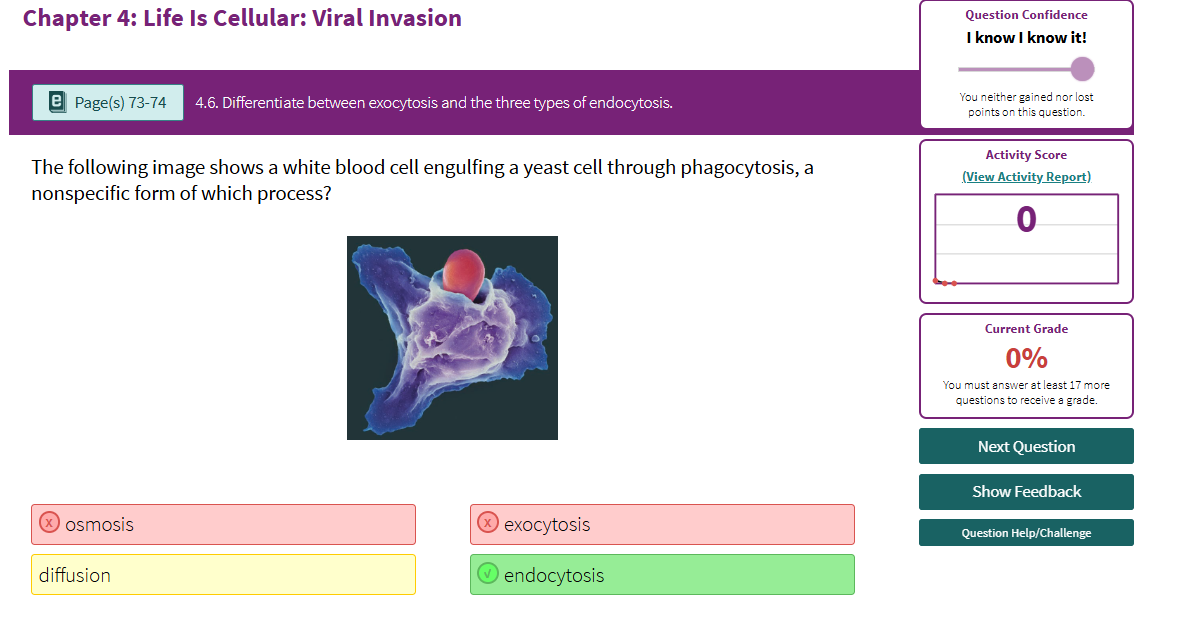 Chapter 4: Life Is Cellular: Viral Invasion
Page(s) 73-74
4.6. Differentiate between exocytosis and the three types of endocytosis.
The following image shows a white blood cell engulfing a yeast cell through phagocytosis, a
nonspecific form of which process?
x osmosis
x exocytosis
diffusion
√ endocytosis
Question Confidence
I know I know it!
You neither gained nor lost
points on this question.
Activity Score
(View Activity Report)
0
Current Grade
0%
You must answer at least 17 more
questions to receive a grade.
Next Question
Show Feedback
Question Help/Challenge